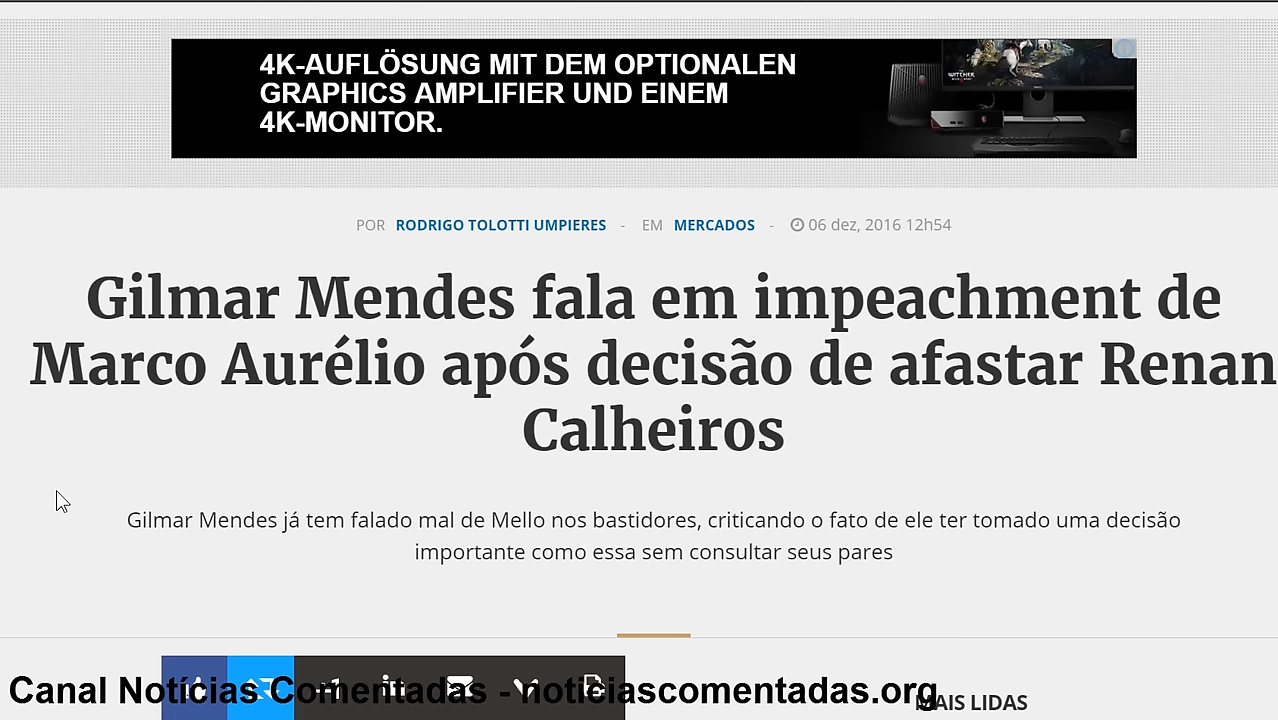 4K-AUFLÖSUNG MIT DEM OPTIONALEN
GRAPHICS AMPLIFIER UND EINEM
4K-MONITOR.
WITCHER
POR RODRIGO TOLOTTI UMPIERES - EM MERCADOS - 06 dez, 2016 12h54
Gilmar Mendes fala em impeachment de
Marco Aurélio após decisão de afastar Renan
Calheiros
Gilmar Mendes já tem falado mal de Mello nos bastidores, criticando o fato de ele ter tomado uma decisão
importante como essa sem consultar seus pares
Canal Notícias Comentadas - noticiascomentadas.org
MAIS LIDAS